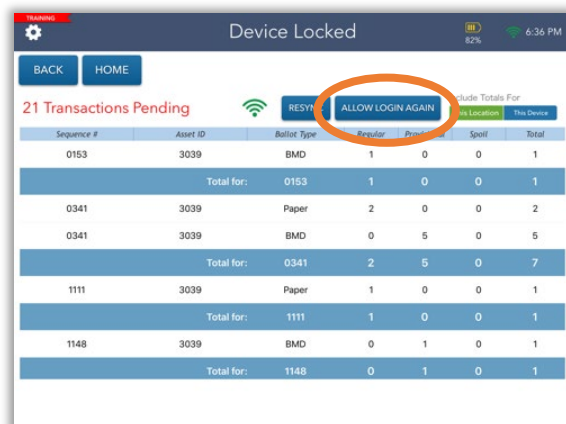 TRAINING
Device Locked
82%
6:36 PM
BACK HOME
21 Transactions Pending
ALLOW LOGIN AGAIN
Totals For
This Device
Sequence # Asset ID Ballot Type Regular Spoil Total
0153 3039 BMD 1 0 0 1
Total for: 0153 1 0 0 1
0341 3039 Paper 2 0 0 2
0341 3039 BMD 0 5 0 5
Total for: 0341 2 5 0 7
1111 3039 Paper 1 0 0 1
Total for: 1111 1 0 0 1
1148 3039 BMD 0 1 0 1
Total for: 1148 0 1 0 1